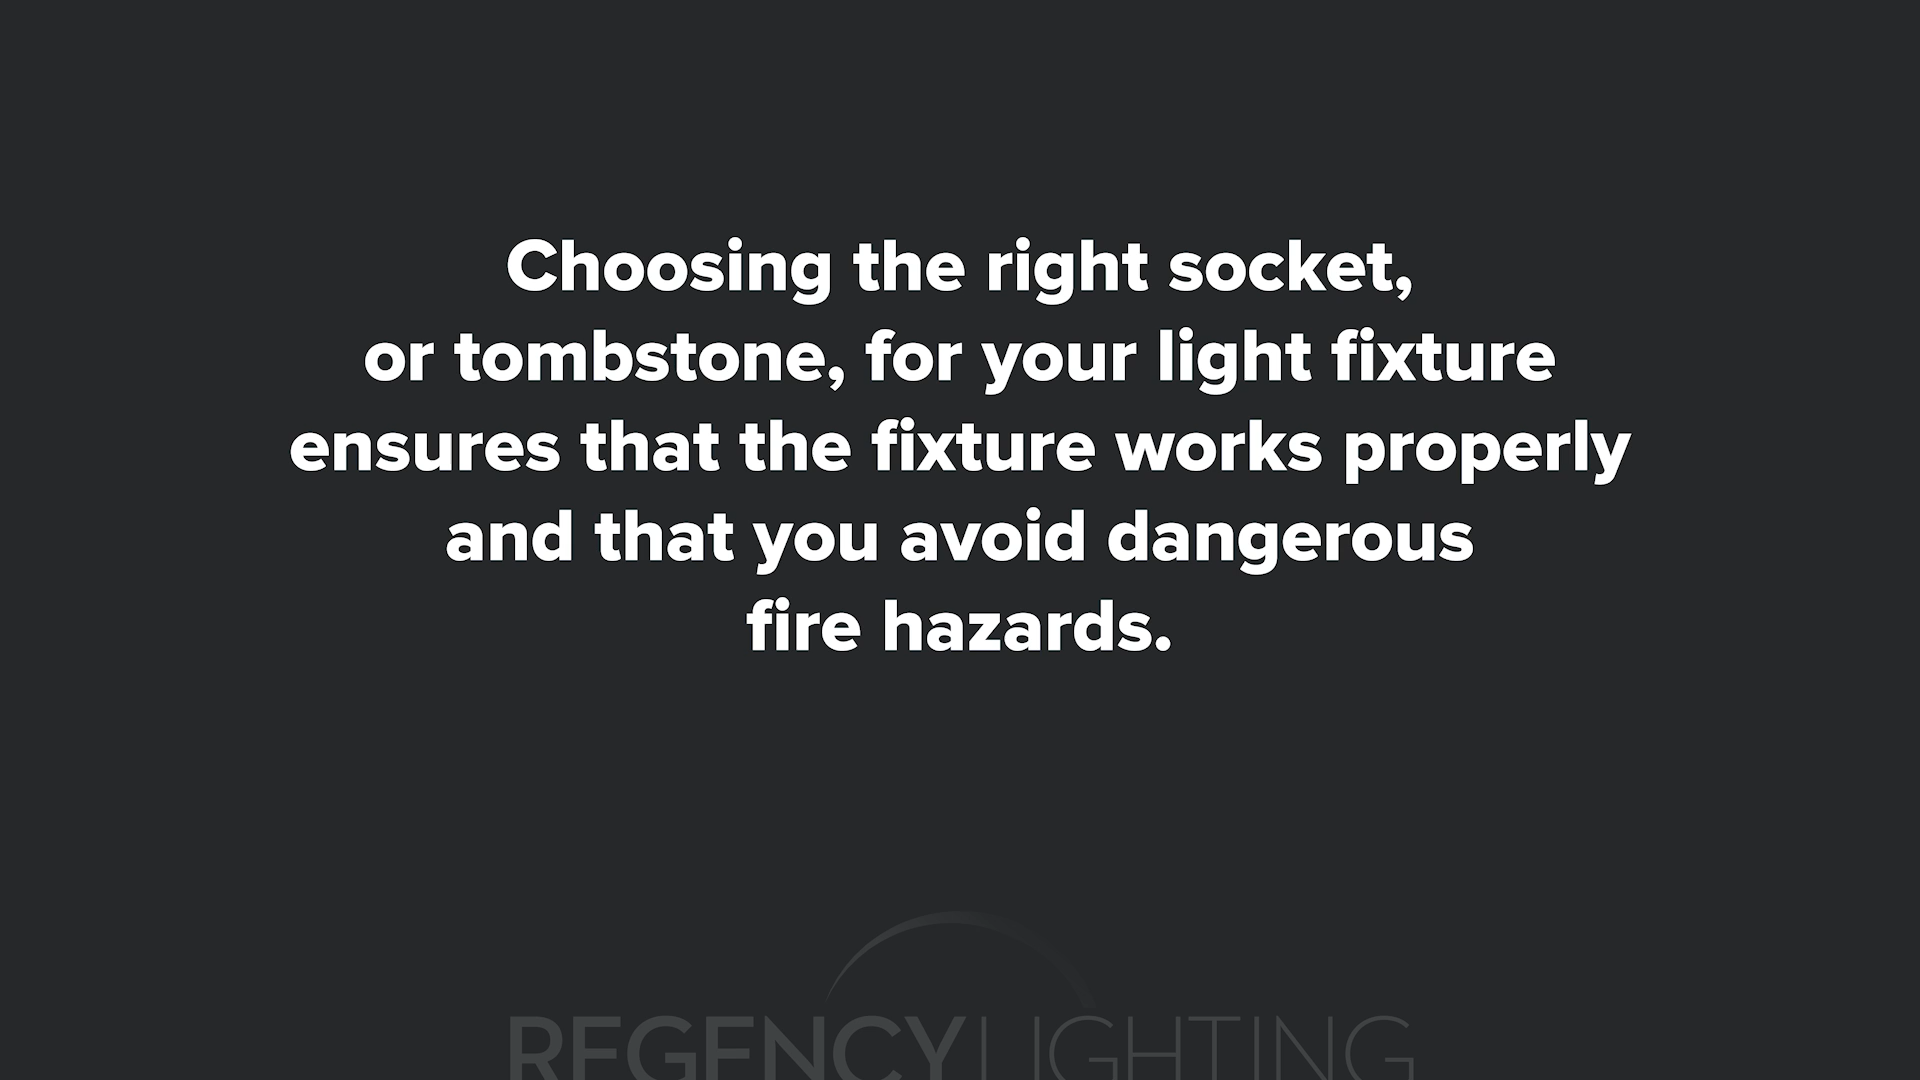 Choosing the right socket,
or tombstone, for your light fixture
ensures that the fixture works properly
and that you avoid dangerous
fire hazards.
REGENCYLIGHTING